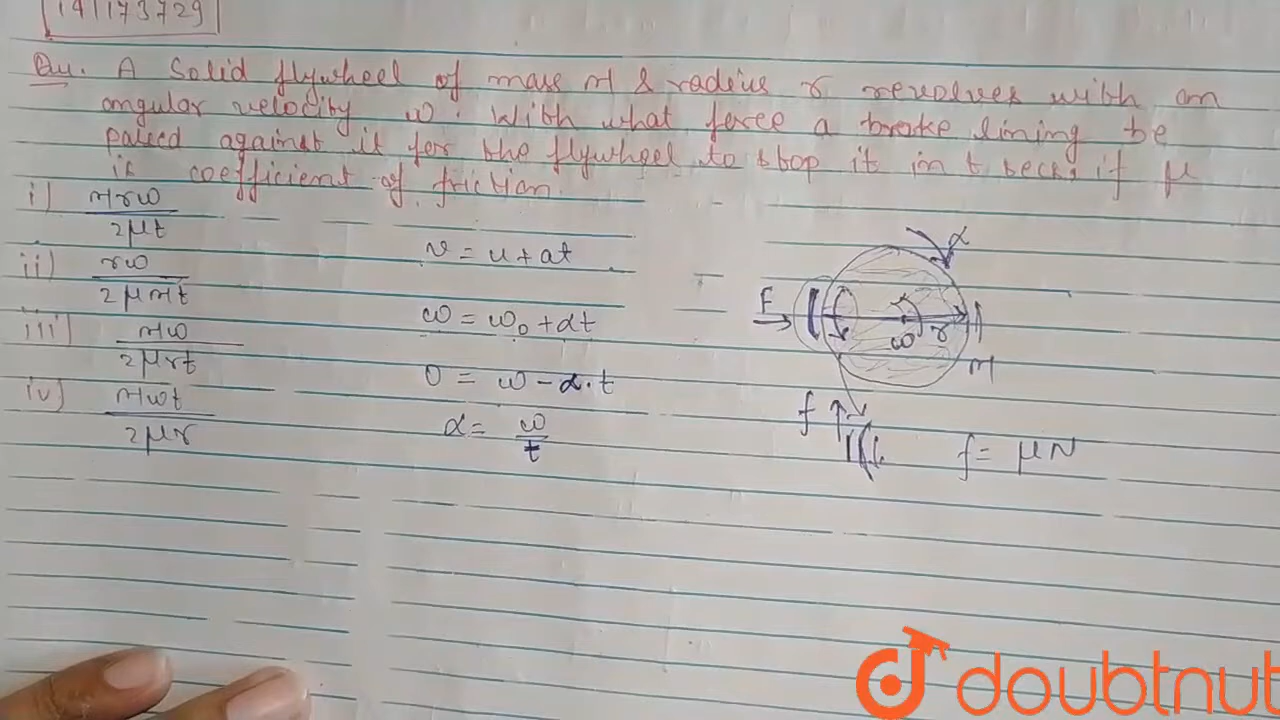 141173729
Qu. A Solid flywheel of mass M & radius r revolves with an
angular velocity ω. With what force a brake lining be
paled against it for the flywheel to stop it in t secs, if μ
is coefficient of friction.
i) Mrω / 2μt
ii) rω / 2μMt
iii) Mω / 2μrt
iv) Mωt / 2μr
v = u + at
ω = ω₀ + αt
0 = ω - α.t
α = ω / t
α
F
ω r
M
f
f = μN
doubtnut